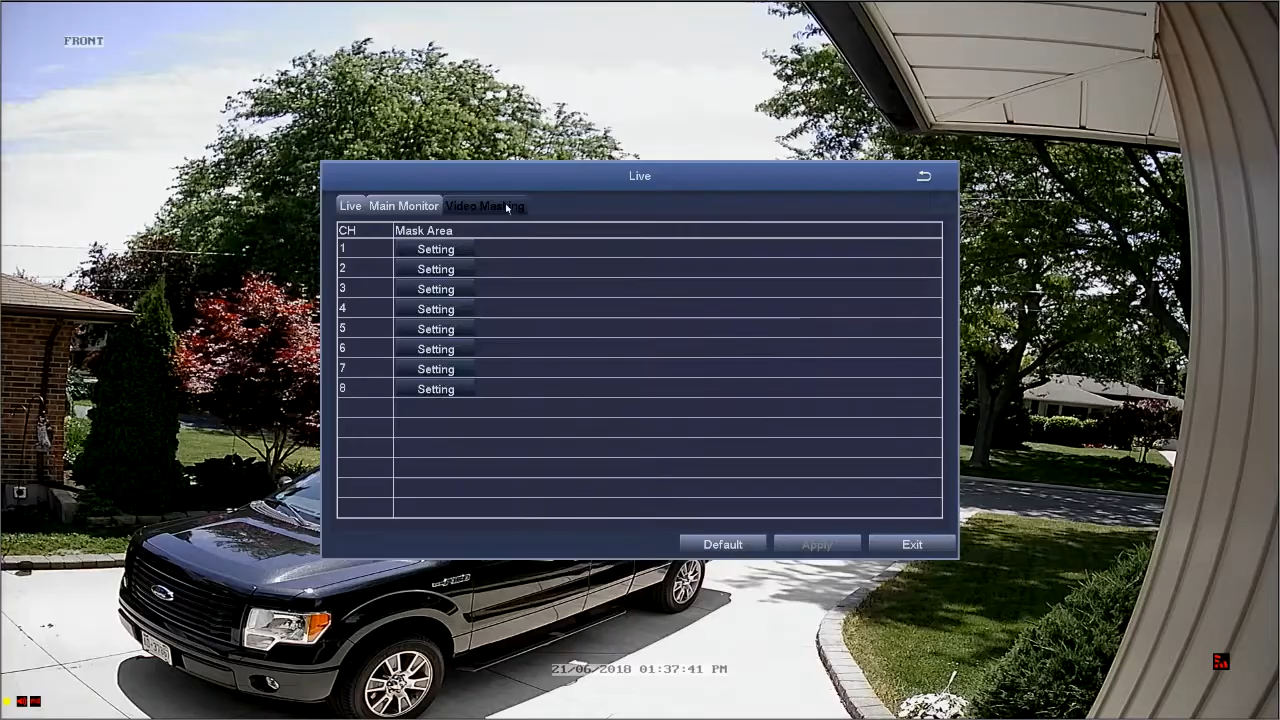 FRONT
Live
Live Main Monitor Video Masking
CH Mask Area
1 Setting
2 Setting
3 Setting
4 Setting
5 Setting
6 Setting
7 Setting
8 Setting
Default Apply Exit
Ford
21/06/2018 01:37:41 PM